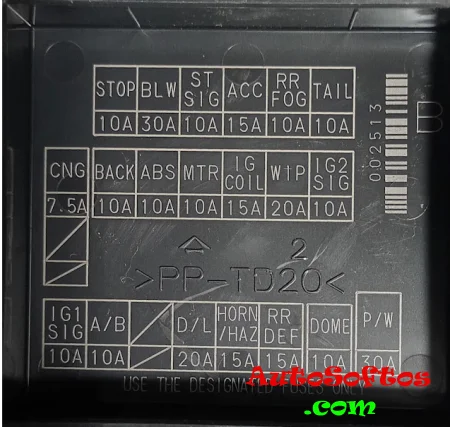 STOP BLW ST SIG ACC RR FOG TAIL
10A 30A 10A 15A 10A 10A
002513
B
CNG BACK ABS MTR IG COIL WIP IG2 SIG
7.5A 10A 10A 10A 15A 20A 10A
2
>PP-TD20<
IG1 SIG A/B D/L HORN /HAZ RR DEF DOME P/W
10A 10A 20A 15A 15A 10A 30A
USE THE DESIGNATED FUSES ONLY
AutoSoftos
.com